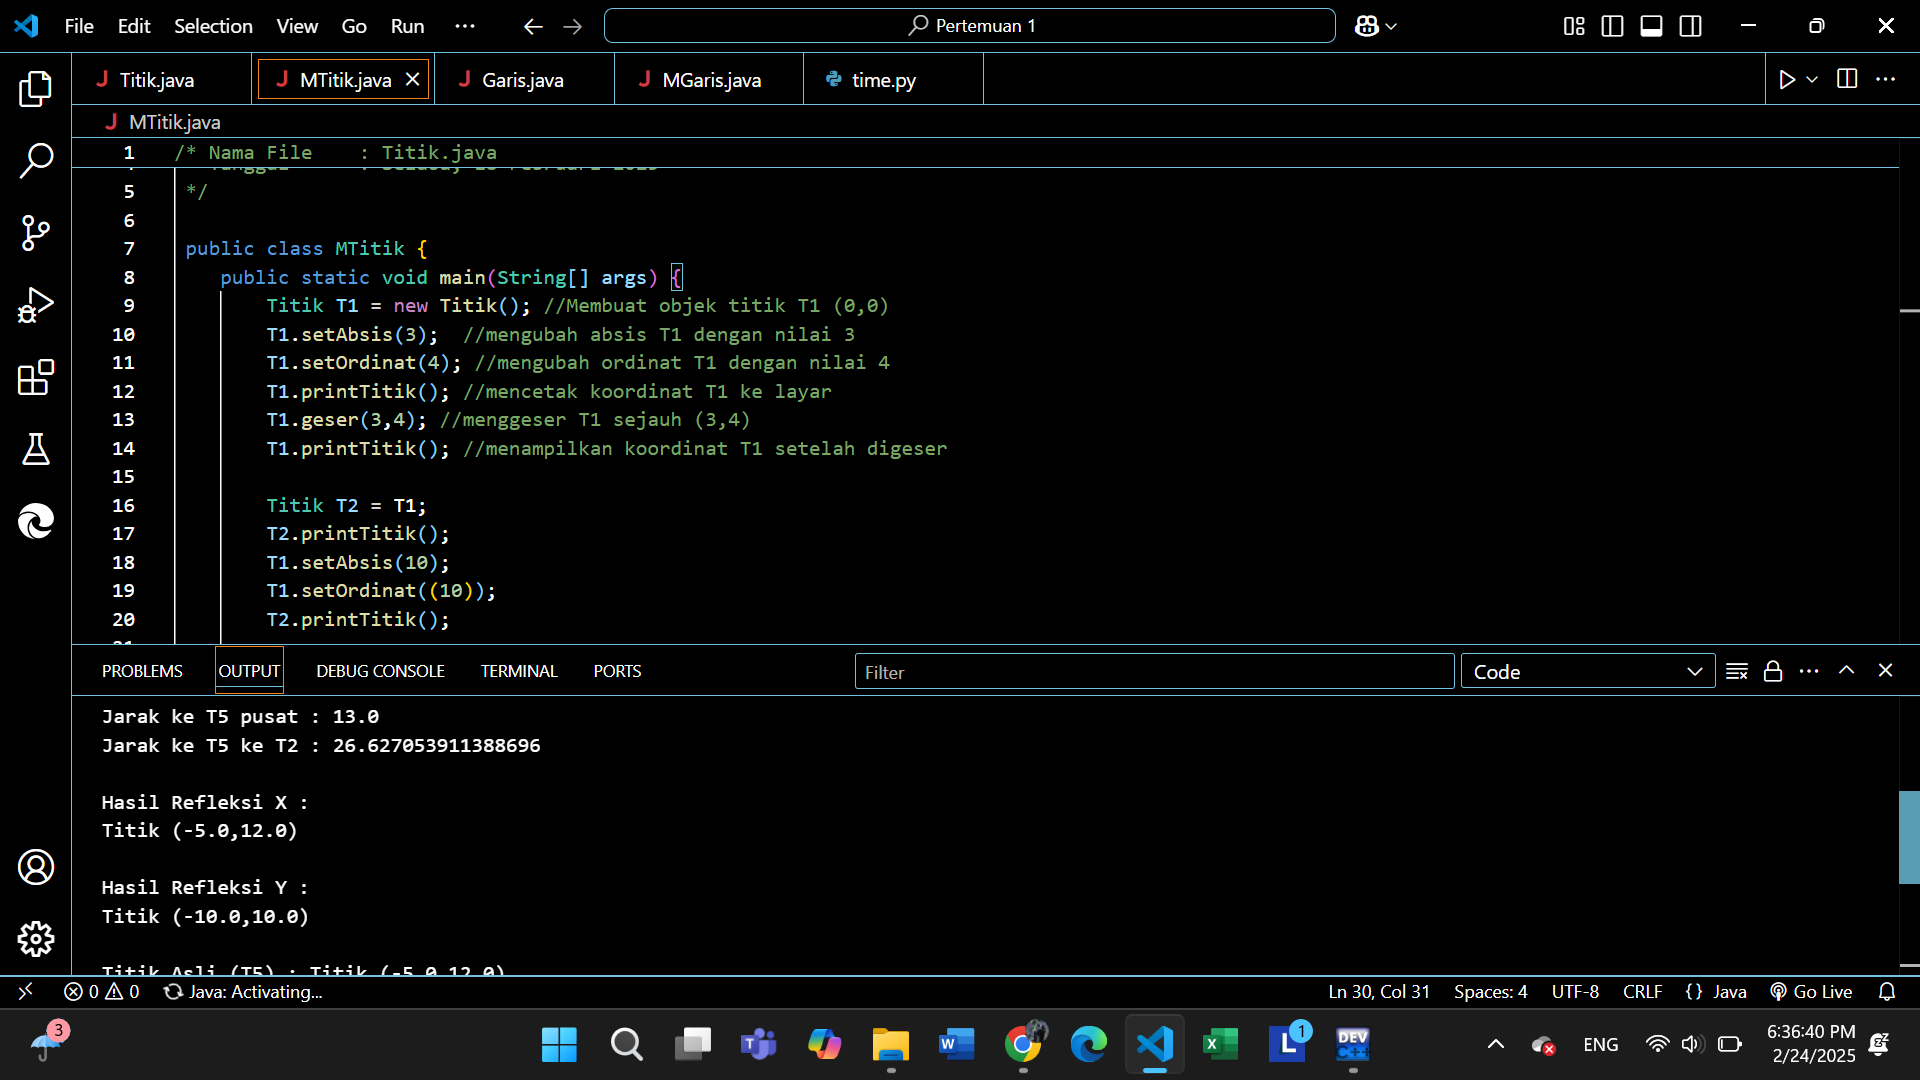 File Edit Selection View Go Run ... Pertemuan 1
Titik.java MTitik.java Garis.java MGaris.java time.py
MTitik.java
1 /* Nama File : Titik.java
5 */
6
7 public class MTitik {
8 public static void main(String[] args) {
9 Titik T1 = new Titik(); //Membuat objek titik T1 (0,0)
10 T1.setAbsis(3); //mengubah absis T1 dengan nilai 3
11 T1.setOrdinat(4); //mengubah ordinat T1 dengan nilai 4
12 T1.printTitik(); //mencetak koordinat T1 ke layar
13 T1.geser(3,4); //menggeser T1 sejauh (3,4)
14 T1.printTitik(); //menampilkan koordinat T1 setelah digeser
15
16 Titik T2 = T1;
17 T2.printTitik();
18 T1.setAbsis(10);
19 T1.setOrdinat((10));
20 T2.printTitik();
PROBLEMS OUTPUT DEBUG CONSOLE TERMINAL PORTS Filter Code
Jarak ke T5 pusat : 13.0
Jarak ke T5 ke T2 : 26.627053911388696
Hasil Refleksi X :
Titik (-5.0,12.0)
Hasil Refleksi Y :
Titik (-10.0,10.0)
Titik Asli (T5) : Titik (-5.0,12.0)
0 0 Java: Activating... Ln 30, Col 31 Spaces: 4 UTF-8 CRLF {} Java Go Live
3 1 DEV C++ ENG 6:36:40 PM
2/24/2025